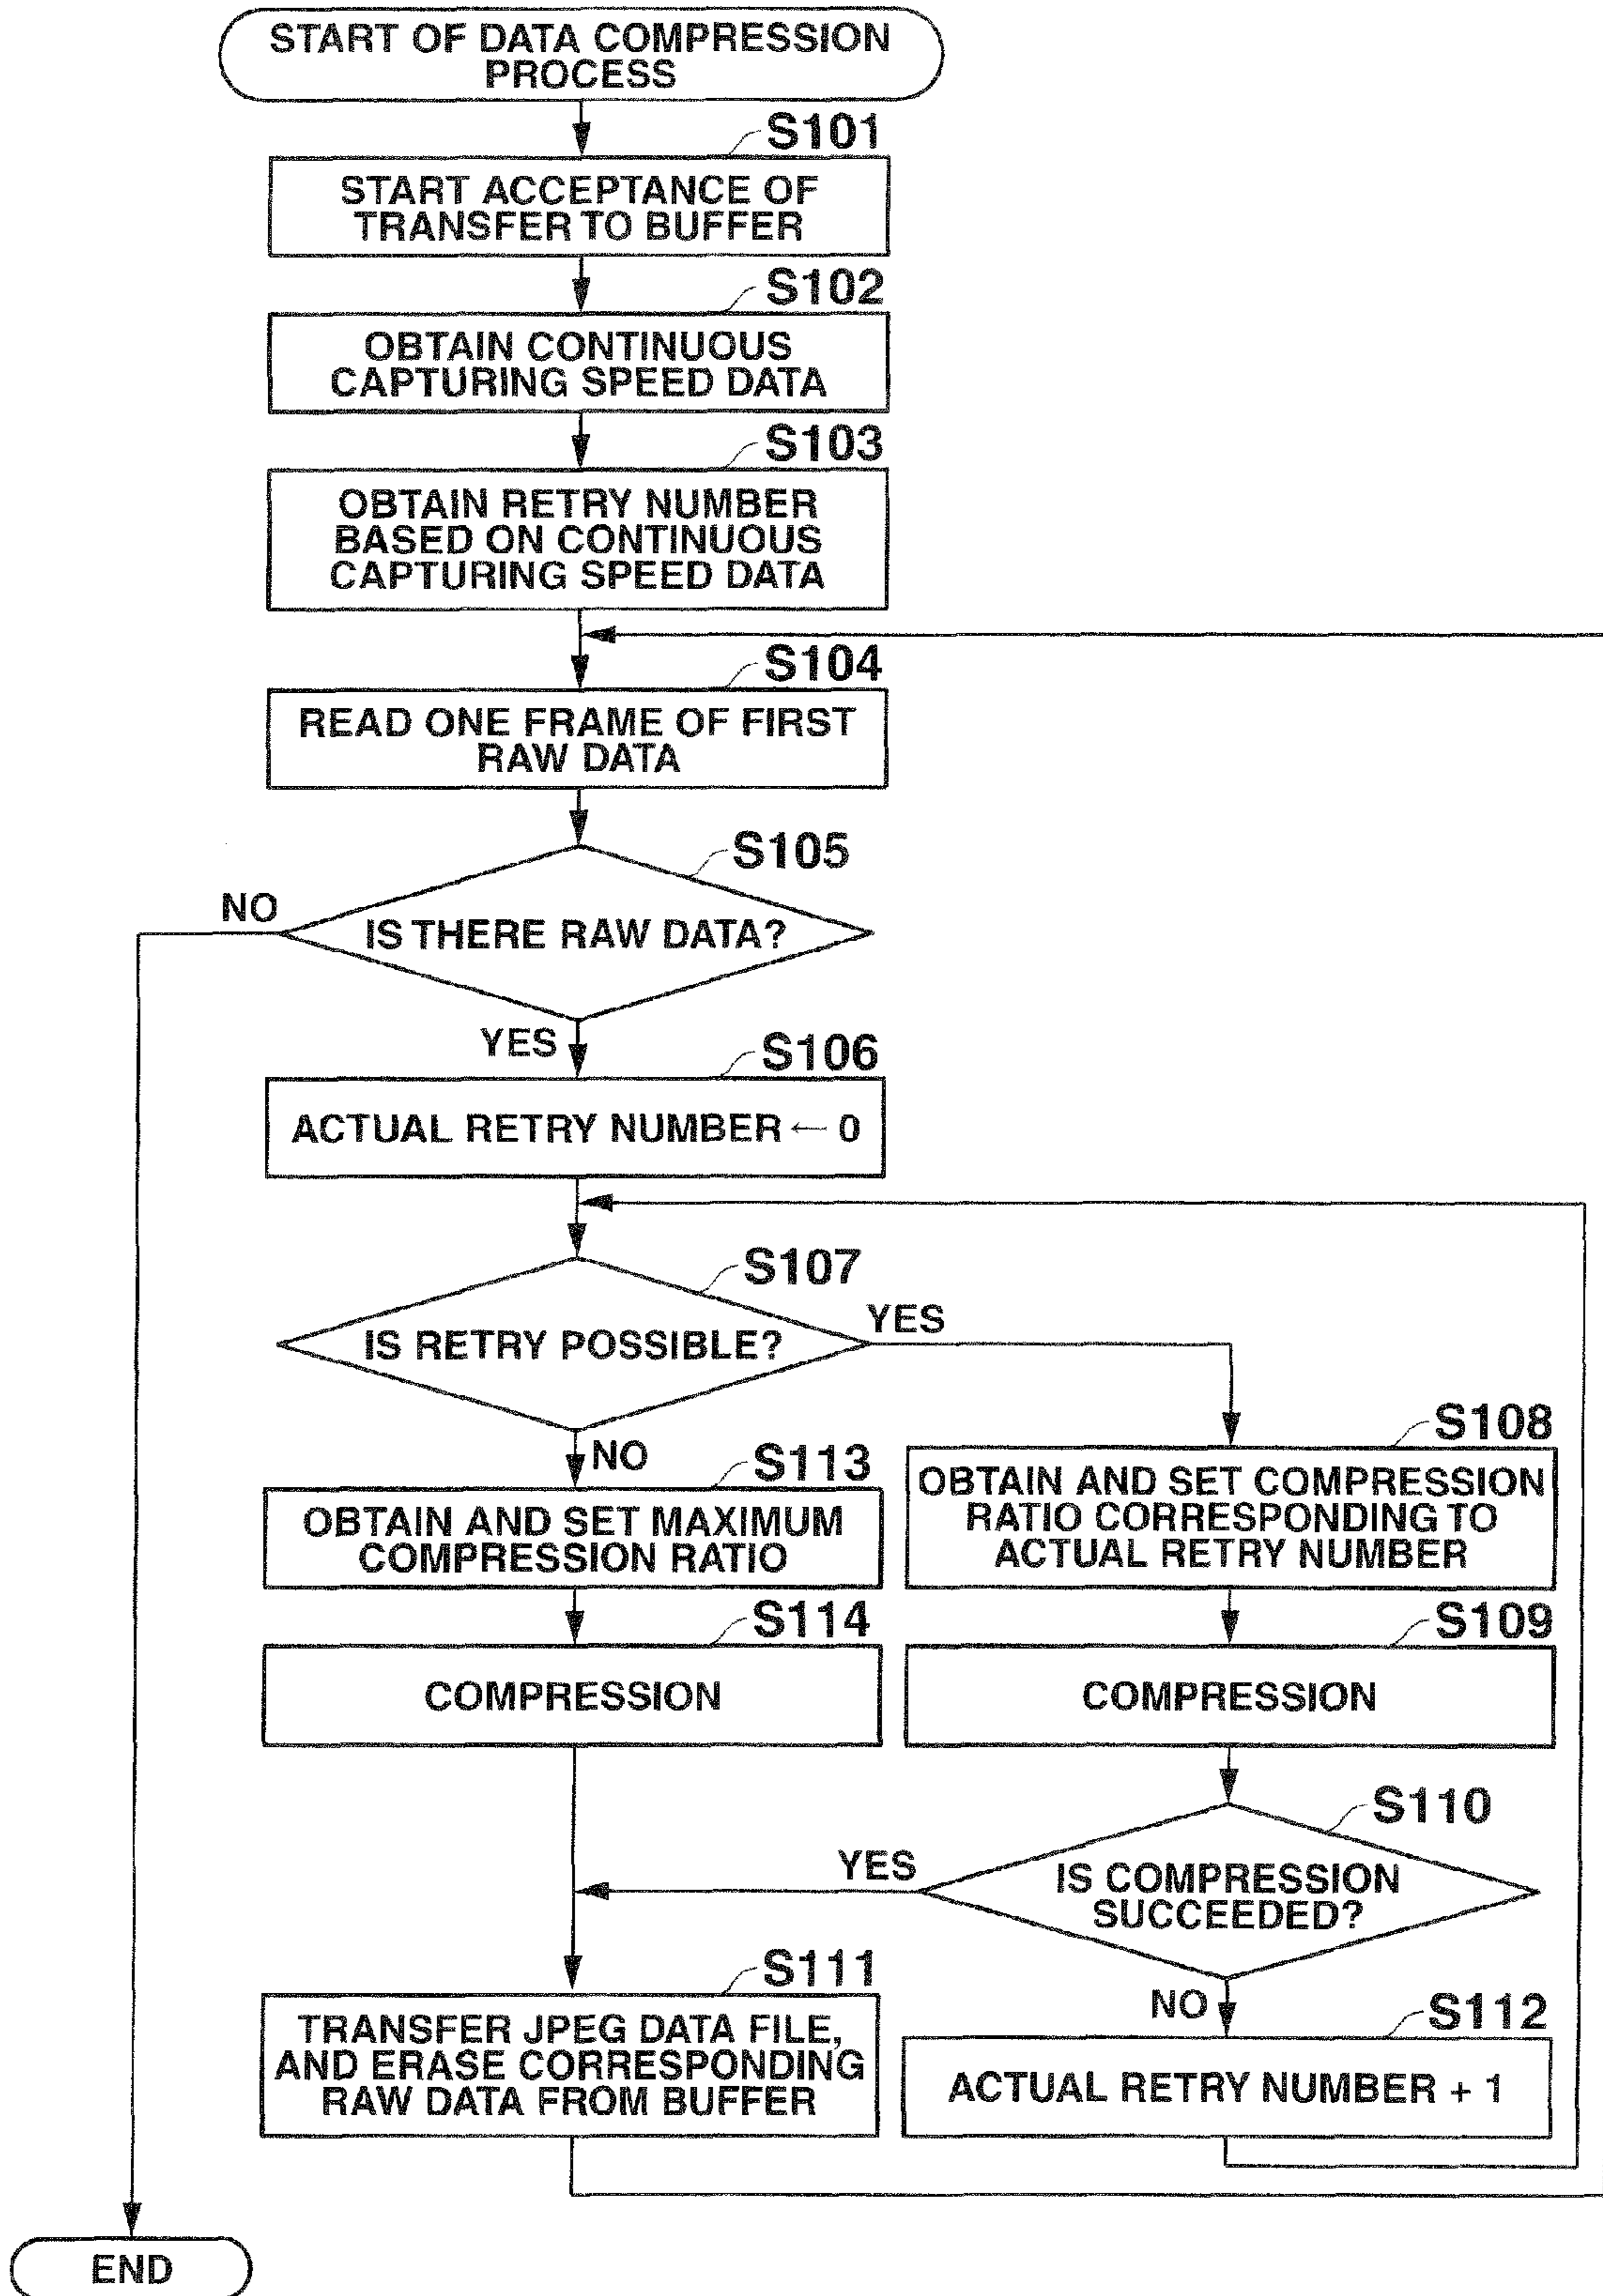 START OF DATA COMPRESSION
PROCESS
S101
START ACCEPTANCE OF
TRANSFER TO BUFFER
S102
OBTAIN CONTINUOUS
CAPTURING SPEED DATA
S103
OBTAIN RETRY NUMBER
BASED ON CONTINUOUS
CAPTURING SPEED DATA
S104
READ ONE FRAME OF FIRST
RAW DATA
S105
NO
IS THERE RAW DATA?
YES
S106
ACTUAL RETRY NUMBER ← 0
S107
YES
IS RETRY POSSIBLE?
NO
S113
OBTAIN AND SET MAXIMUM
COMPRESSION RATIO
S114
COMPRESSION
S108
OBTAIN AND SET COMPRESSION
RATIO CORRESPONDING TO
ACTUAL RETRY NUMBER
S109
COMPRESSION
S110
YES
IS COMPRESSION
SUCCEEDED?
NO
S111
TRANSFER JPEG DATA FILE,
AND ERASE CORRESPONDING
RAW DATA FROM BUFFER
S112
ACTUAL RETRY NUMBER + 1
END